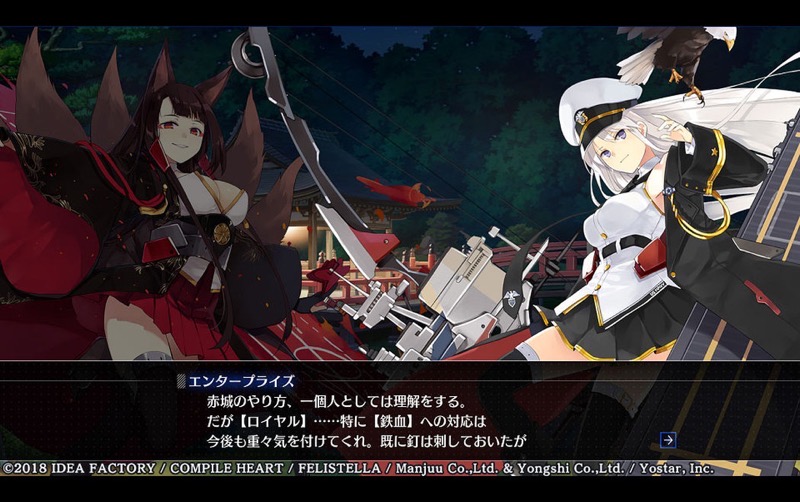 エンタープライズ
赤城のやり方、一個人としては理解をする。
だが【ロイヤル】……特に【鉄血】への対応は
今後も重々気を付けてくれ。既に釘は刺しておいたが
©2018 IDEA FACTORY / COMPILE HEART / FELISTELLA / Manjuu Co.,Ltd. & Yongshi Co.,Ltd. / Yostar, Inc.